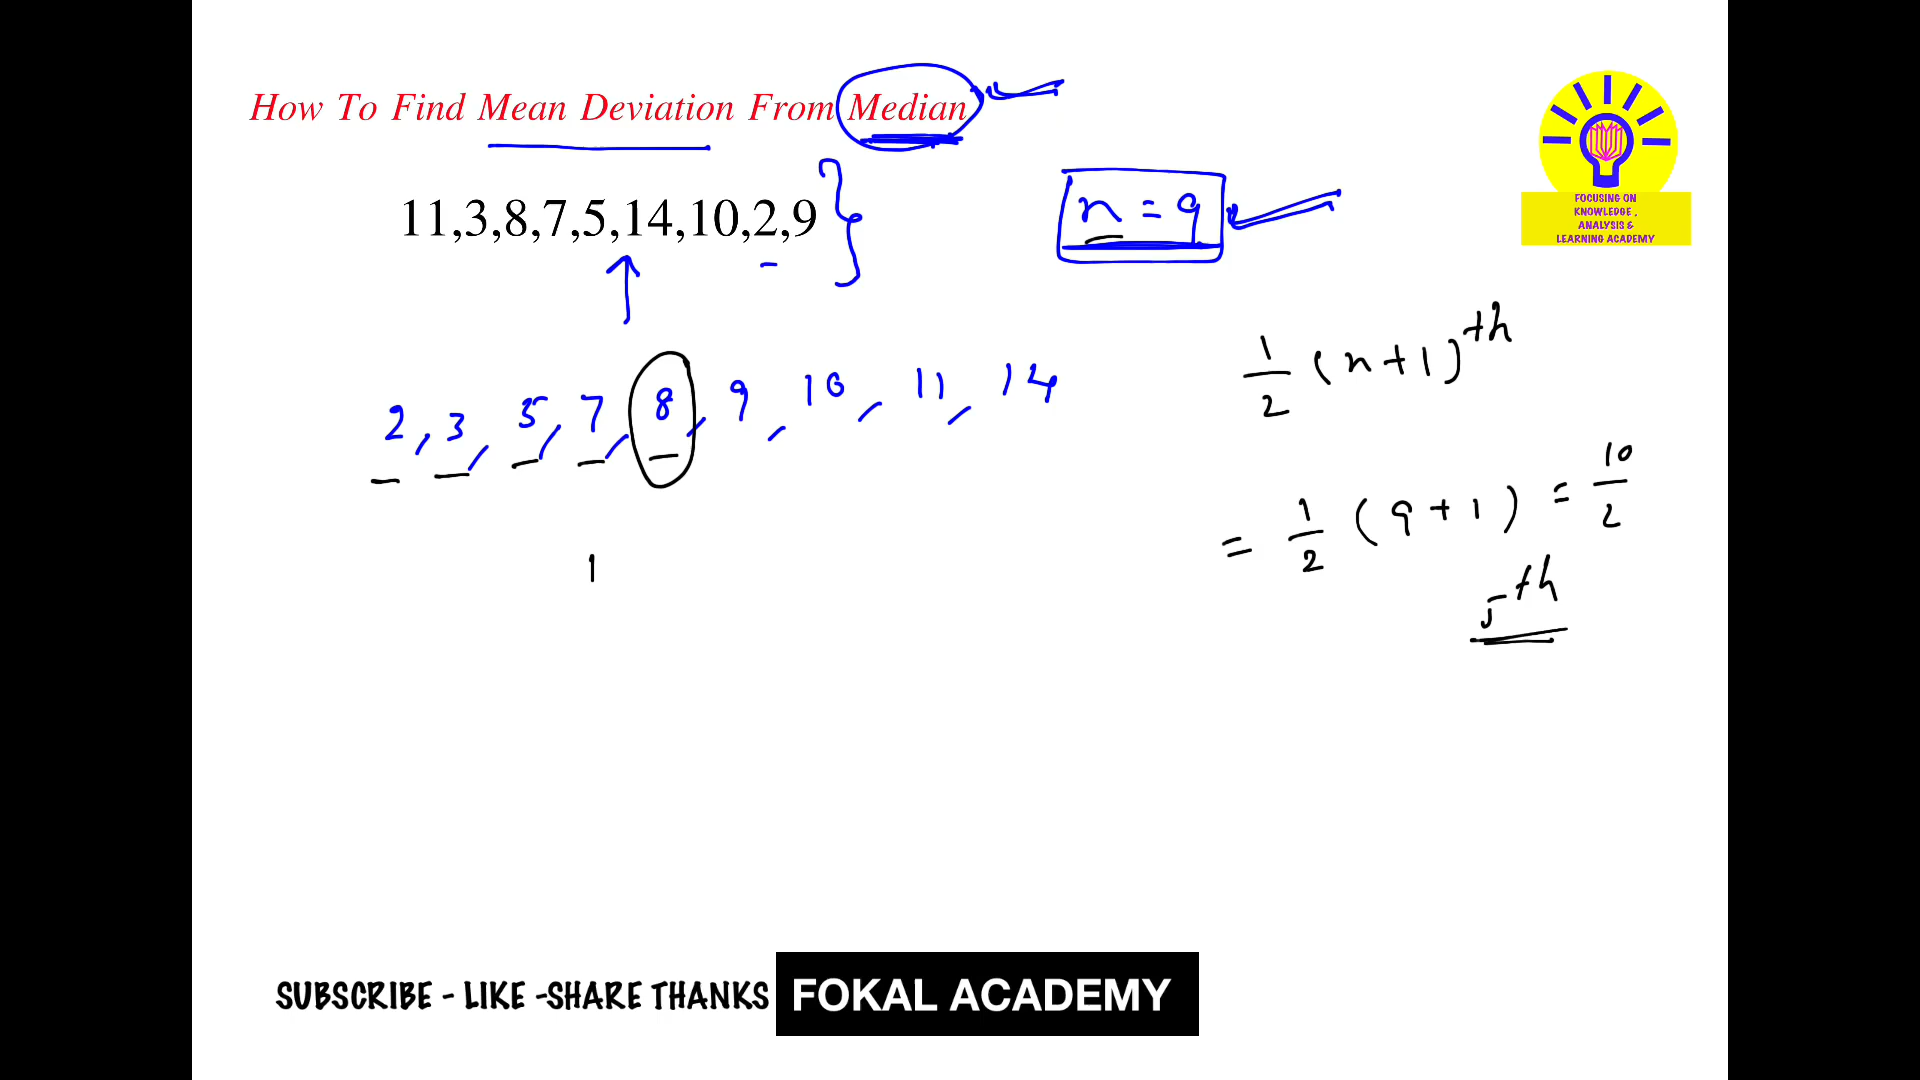 How To Find Mean Deviation From Median
11,3,8,7,5,14,10,2,9
n = 9
FOCUSING ON
KNOWLEDGE ,
ANALYSIS &
LEARNING ACADEMY
1/2 (n+1)th
2, 3, 5, 7, 8, 9, 10, 11, 14
= 1/2 (9+1) = 10/2
5th
1
SUBSCRIBE - LIKE -SHARE THANKS FOKAL ACADEMY